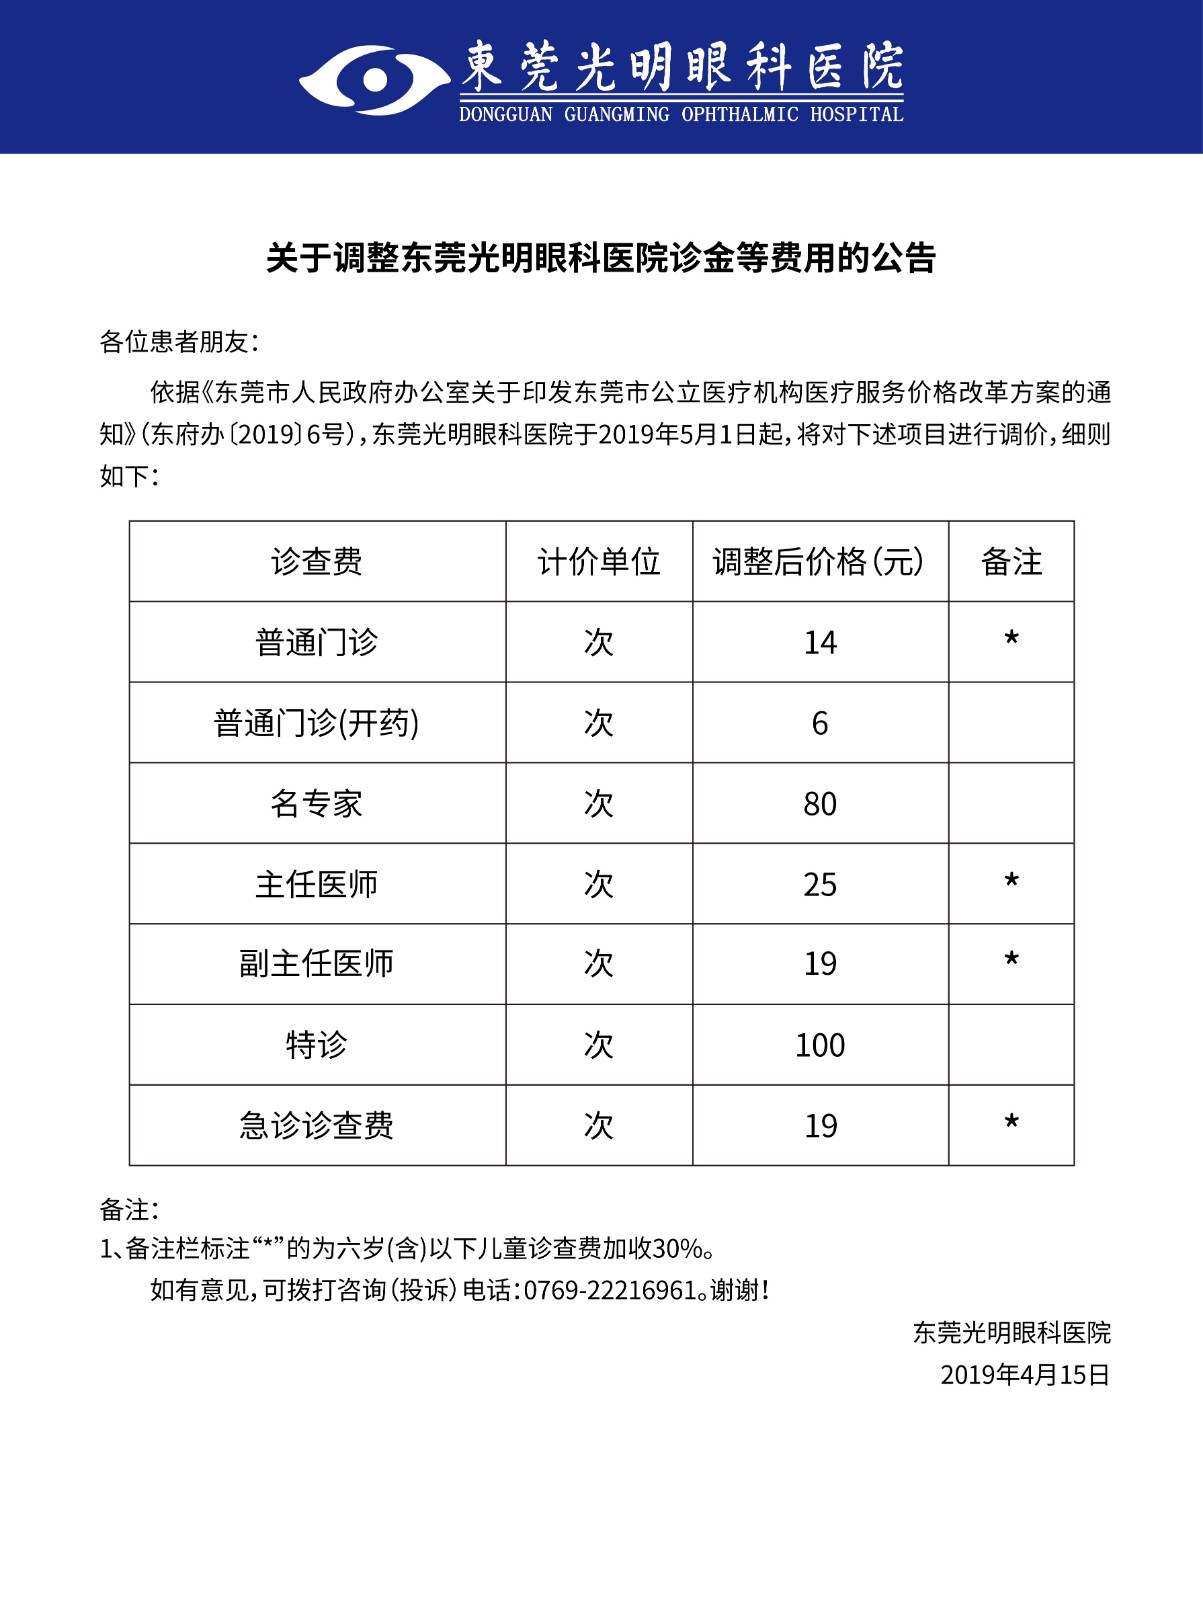 東莞光明眼科医院
DONGGUAN GUANGMING OPHTHALMIC HOSPITAL
关于调整东莞光明眼科医院诊金等费用的公告
各位患者朋友：
依据《东莞市人民政府办公室关于印发东莞市公立医疗机构医疗服务价格改革方案的通
知》（东府办〔2019〕6号），东莞光明眼科医院于2019年5月1日起，将对下述项目进行调价，细则
如下：
诊查费 计价单位 调整后价格（元） 备注
普通门诊 次 14 *
普通门诊(开药) 次 6
名专家 次 80
主任医师 次 25 *
副主任医师 次 19 *
特诊 次 100
急诊诊查费 次 19 *
备注：
1、备注栏标注“*”的为六岁(含)以下儿童诊查费加收30%。
如有意见，可拨打咨询（投诉）电话：0769-22216961。谢谢！
东莞光明眼科医院
2019年4月15日